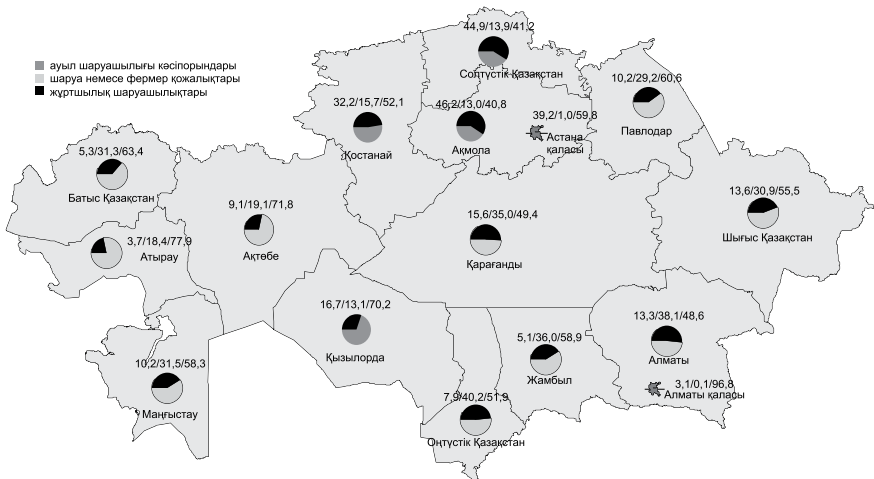 ауыл шаруашылығы кәсіпорындары
шаруа немесе фермер қожалықтары
жұртшылық шаруашылықтары
44,9/13,9/41,2
Солтүстік Қазақстан
32,2/15,7/52,1
Қостанай
46,2/13,0/40,8
Ақмола
39,2/1,0/59,8
Астана
қаласы
10,2/29,2/60,6
Павлодар
5,3/31,3/63,4
Батыс Қазақстан
9,1/19,1/71,8
Ақтөбе
3,7/18,4/77,9
Атырау
15,6/35,0/49,4
Қарағанды
13,6/30,9/55,5
Шығыс Қазақстан
16,7/13,1/70,2
Қызылорда
10,2/31,5/58,3
Маңғыстау
5,1/36,0/58,9
Жамбыл
13,3/38,1/48,6
Алматы
3,1/0,1/96,8
Алматы қаласы
7,9/40,2/51,9
Оңтүстік Қазақстан